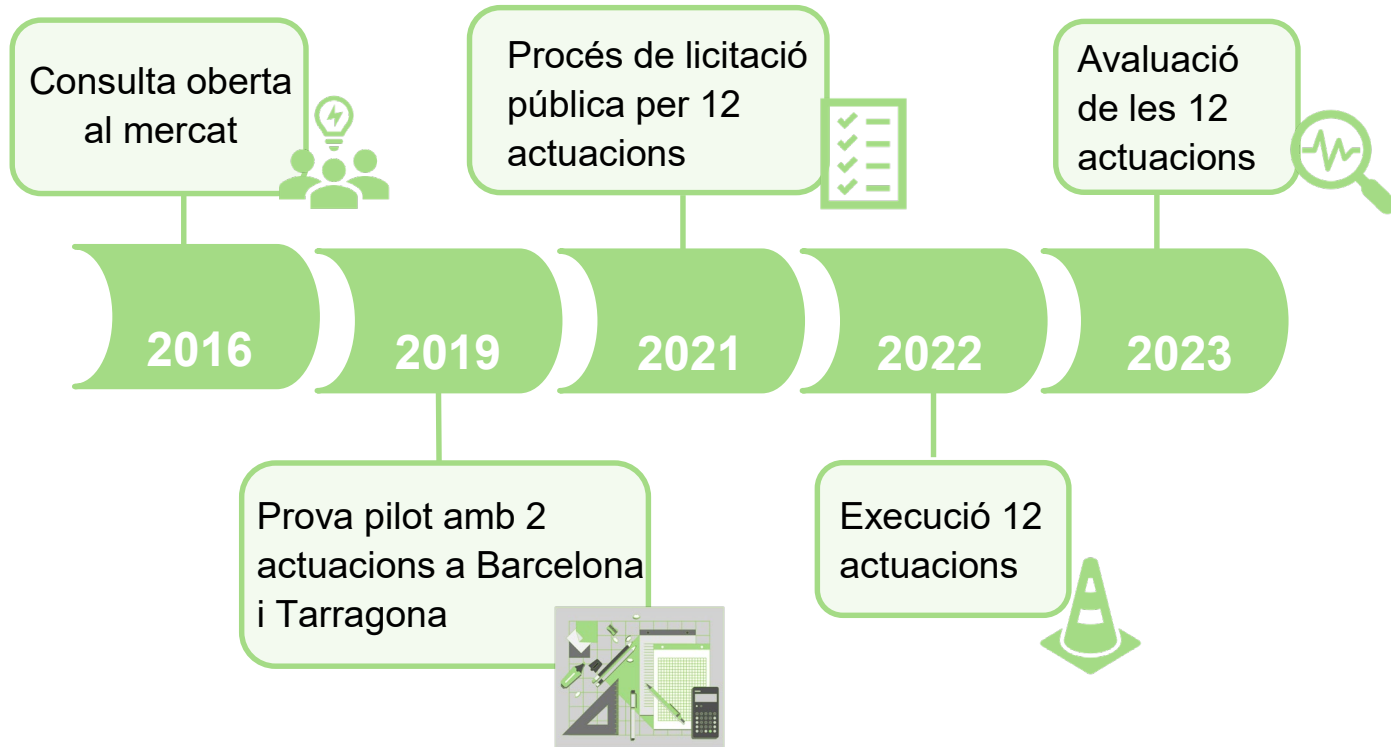 Consulta oberta
al mercat
Procés de licitació
pública per 12
actuacions
Avaluació
de les 12
actuacions
2016
2019
2021
2022
2023
Prova pilot amb 2
actuacions a Barcelona
i Tarragona
Execució 12
actuacions